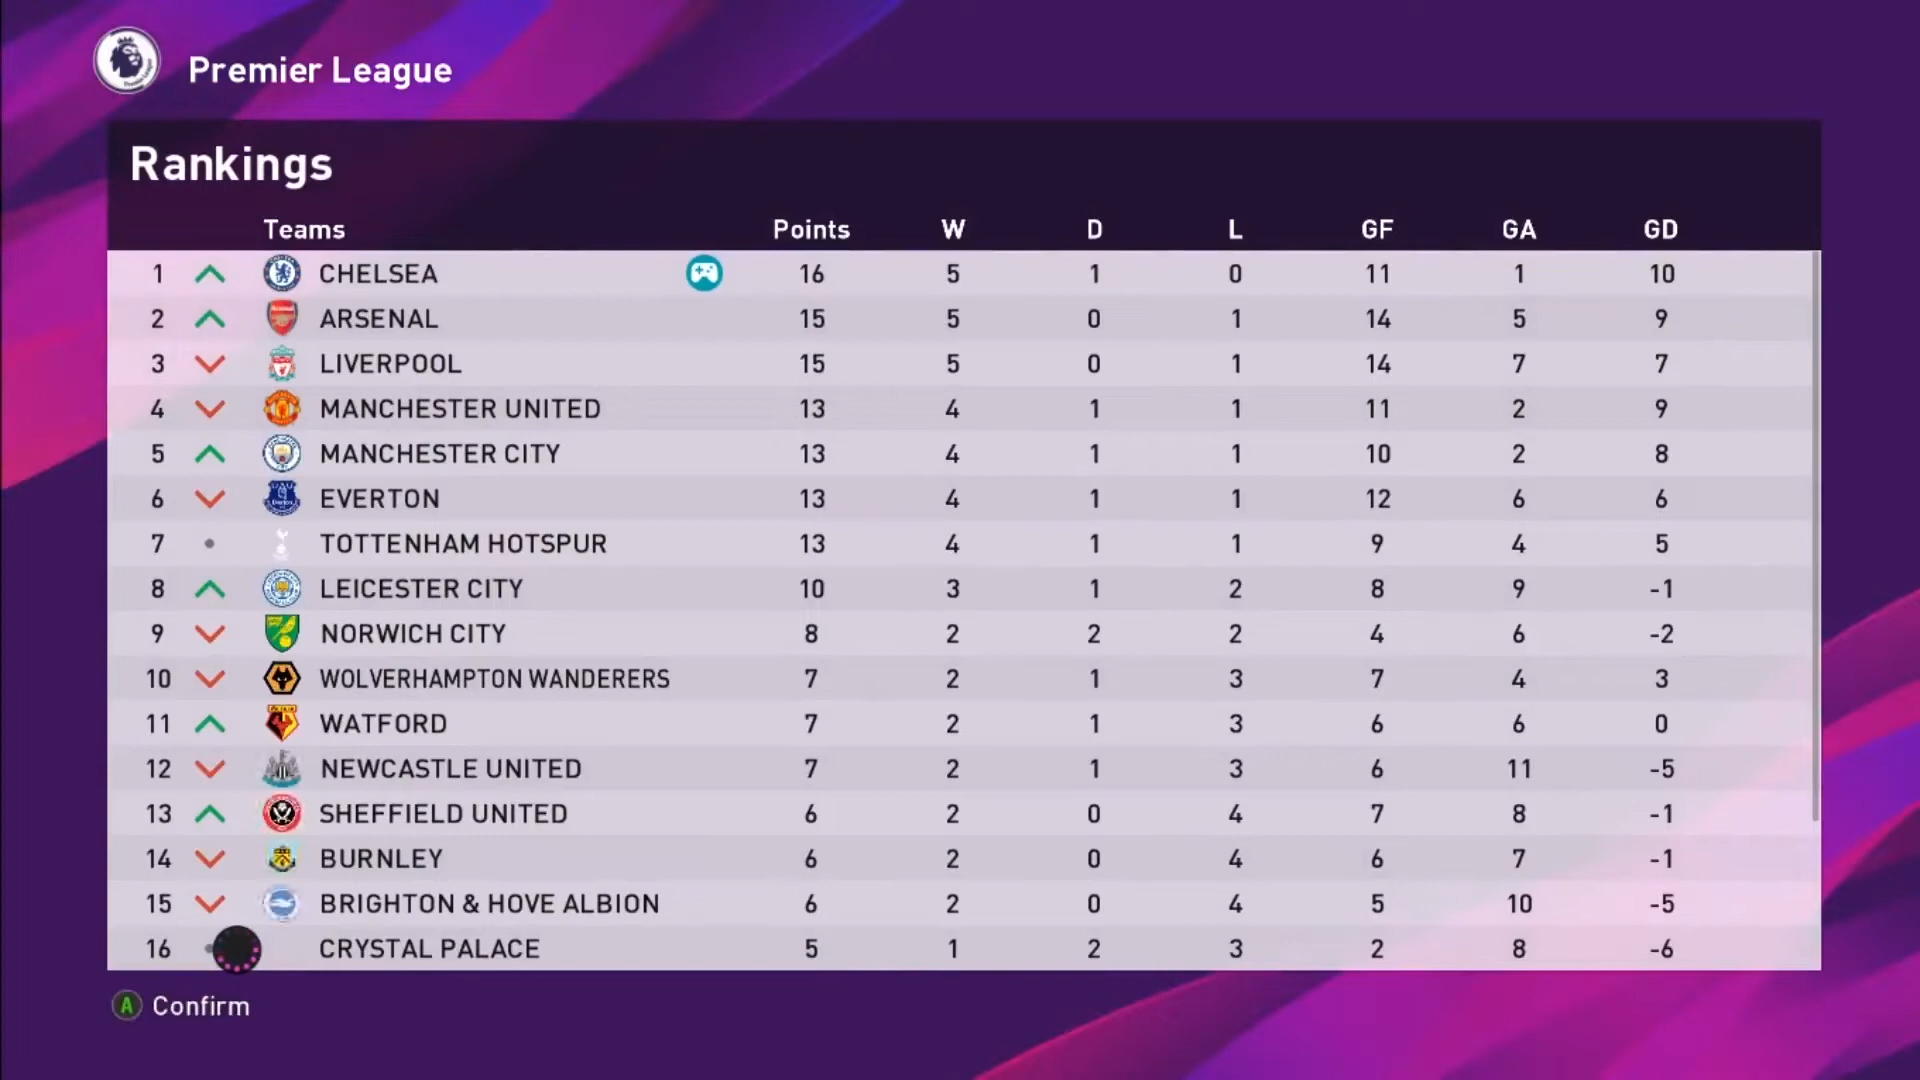 Premier League
Rankings
Teams Points W D L GF GA GD
1 CHELSEA 16 5 1 0 11 1 10
2 ARSENAL 15 5 0 1 14 5 9
3 LIVERPOOL 15 5 0 1 14 7 7
4 MANCHESTER UNITED 13 4 1 1 11 2 9
5 MANCHESTER CITY 13 4 1 1 10 2 8
6 EVERTON 13 4 1 1 12 6 6
7 TOTTENHAM HOTSPUR 13 4 1 1 9 4 5
8 LEICESTER CITY 10 3 1 2 8 9 -1
9 NORWICH CITY 8 2 2 2 4 6 -2
10 WOLVERHAMPTON WANDERERS 7 2 1 3 7 4 3
11 WATFORD 7 2 1 3 6 6 0
12 NEWCASTLE UNITED 7 2 1 3 6 11 -5
13 SHEFFIELD UNITED 6 2 0 4 7 8 -1
14 BURNLEY 6 2 0 4 6 7 -1
15 BRIGHTON & HOVE ALBION 6 2 0 4 5 10 -5
16 CRYSTAL PALACE 5 1 2 3 2 8 -6
A Confirm